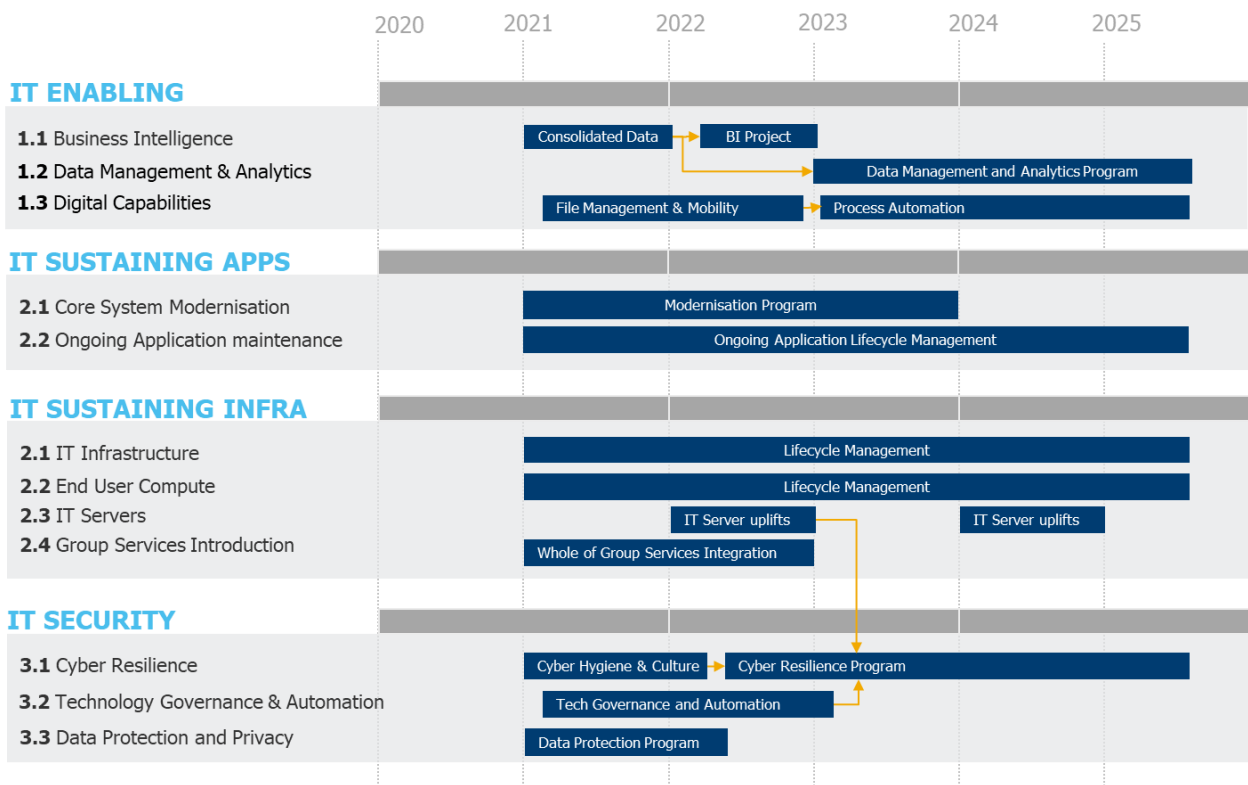 2020 2021 2022 2023 2024 2025
IT ENABLING
1.1 Business Intelligence Consolidated Data BI Project
1.2 Data Management & Analytics Data Management and Analytics Program
1.3 Digital Capabilities File Management & Mobility Process Automation
IT SUSTAINING APPS
2.1 Core System Modernisation Modernisation Program
2.2 Ongoing Application maintenance Ongoing Application Lifecycle Management
IT SUSTAINING INFRA
2.1 IT Infrastructure Lifecycle Management
2.2 End User Compute Lifecycle Management
2.3 IT Servers IT Server uplifts IT Server uplifts
2.4 Group Services Introduction Whole of Group Services Integration
IT SECURITY
3.1 Cyber Resilience Cyber Hygiene & Culture Cyber Resilience Program
3.2 Technology Governance & Automation Tech Governance and Automation
3.3 Data Protection and Privacy Data Protection Program